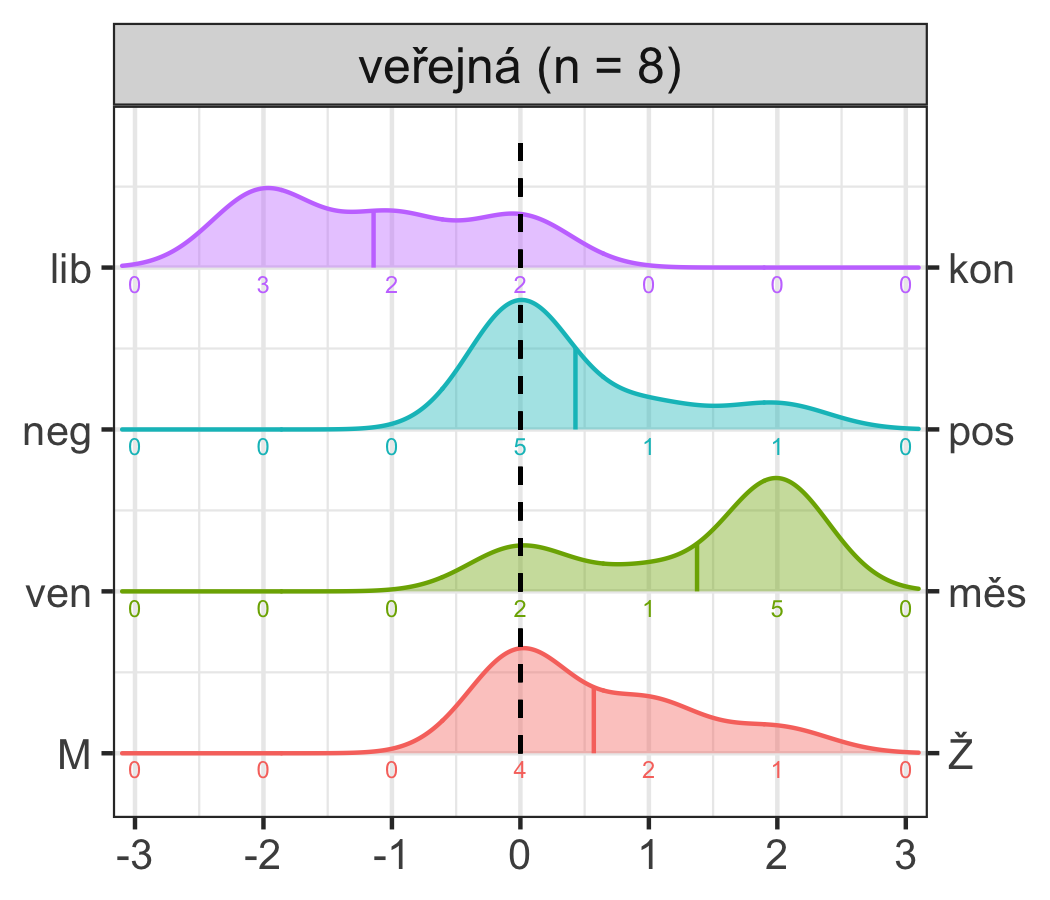 veřejná (n = 8)
lib kon
0 3 2 2 0 0 0
neg pos
0 0 0 5 1 1 0
ven měs
0 0 0 2 1 5 0
M Ž
0 0 0 4 2 1 0
-3 -2 -1 0 1 2 3